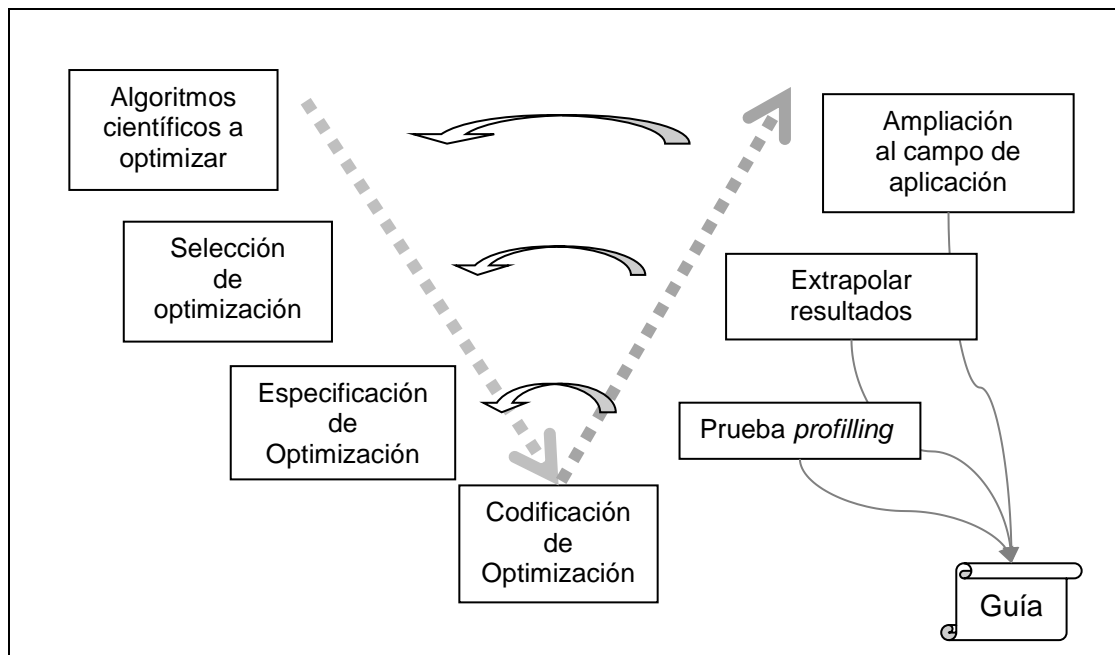 Algoritmos
científicos a
optimizar
Selección
de
optimización
Especificación
de
Optimización
Codificación
de
Optimización
Prueba profilling
Extrapolar
resultados
Ampliación
al campo de
aplicación
Guía